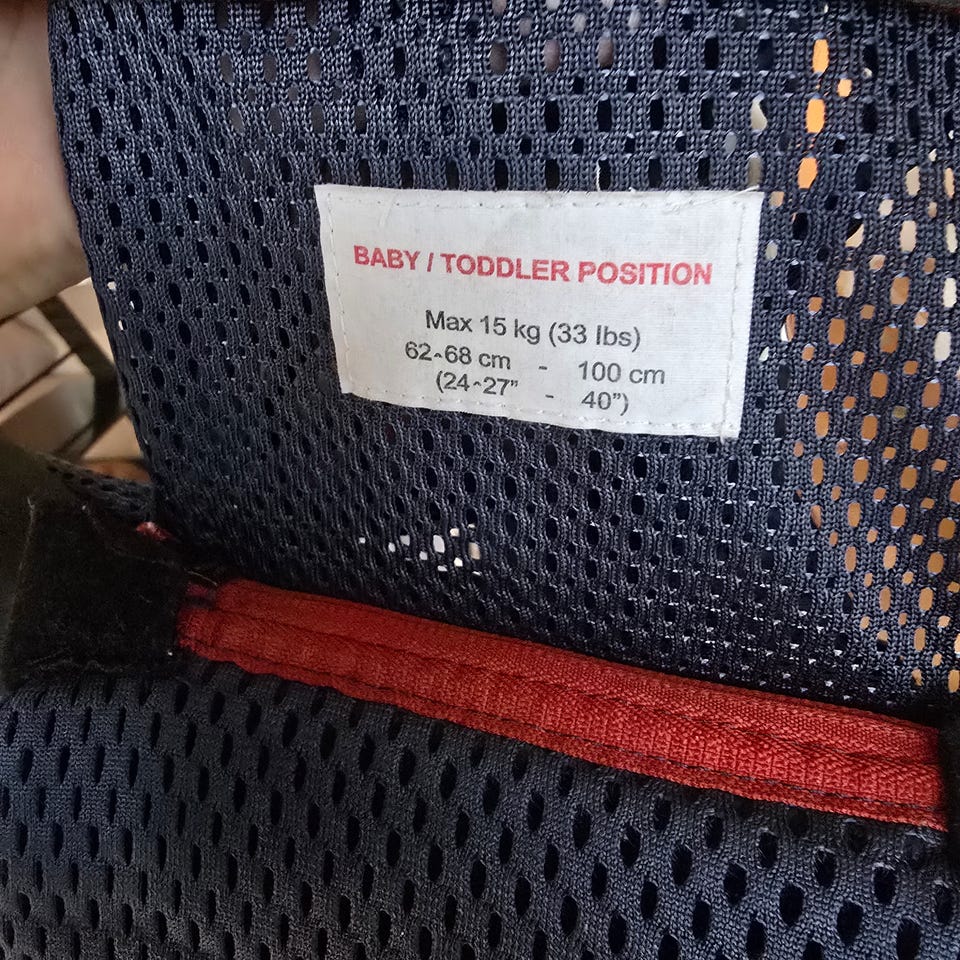 BABY / TODDLER POSITION
Max 15 kg (33 lbs)
62-68 cm - 100 cm
(24-27" - 40")